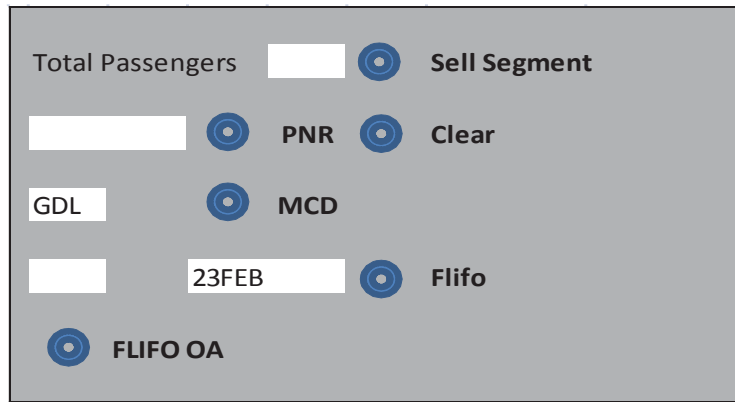 Total Passengers Sell Segment
PNR Clear
GDL MCD
23FEB Flifo
FLIFO OA